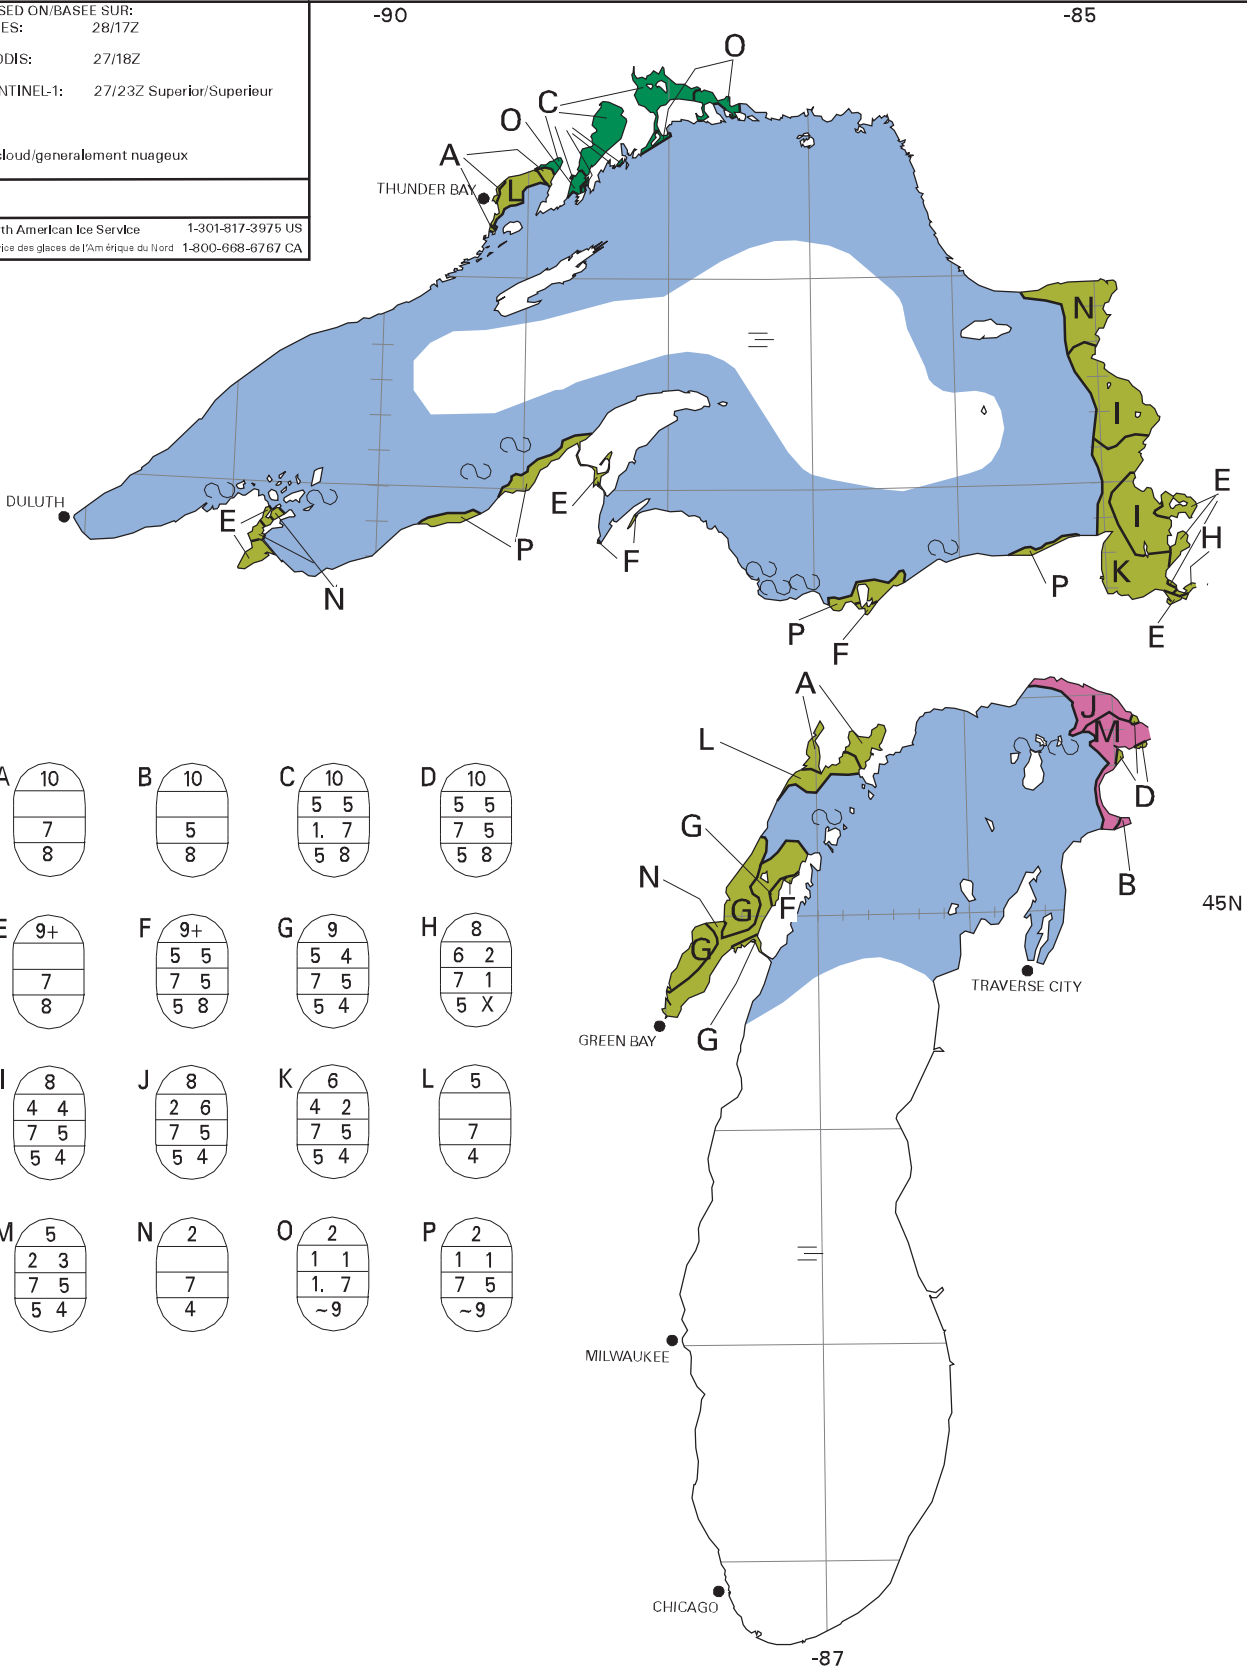 -90
-85
SED ON/BASEE SUR:
ES: 28/17Z
ODIS: 27/18Z
NTINEL-1: 27/23Z Superior/Superieur
cloud/generalement nuageux
th American Ice Service 1-301-817-3975 US
ice des glaces de l'Amérique du Nord 1-800-668-6767 CA
O
C
O
A
THUNDER BAY
L
N
I
DULUTH
E
E
E
I
H
P
F
K
N
P
P
F
E
A
J
M
L
D
G
B
N
F
G
45N
G
TRAVERSE CITY
GREEN BAY
G
A 10
7
8
B 10
5
8
C 10
5 5
1. 7
5 8
D 10
5 5
7 5
5 8
E 9+
7
8
F 9+
5 5
7 5
5 8
G 9
5 4
7 5
5 4
H 8
6 2
7 1
5 X
I 8
4 4
7 5
5 4
J 8
2 6
7 5
5 4
K 6
4 2
7 5
5 4
L 5
7
4
M 5
2 3
7 5
5 4
N 2
7
4
O 2
1 1
1. 7
~9
P 2
1 1
7 5
~9
MILWAUKEE
CHICAGO
-87